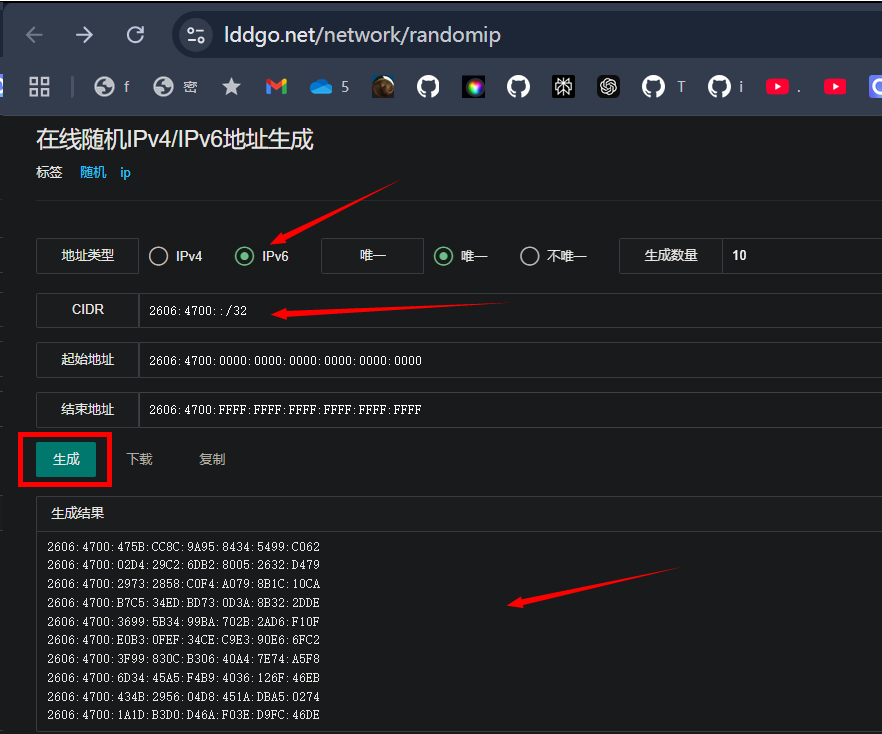 lddgo.net/network/randomip
f 密 5 T i .
在线随机IPv4/IPv6地址生成
标签 随机 ip
地址类型 IPv4 IPv6 唯一 唯一 不唯一 生成数量 10
CIDR 2606:4700::/32
起始地址 2606:4700:0000:0000:0000:0000:0000:0000
结束地址 2606:4700:FFFF:FFFF:FFFF:FFFF:FFFF:FFFF
生成 下载 复制
生成结果
2606:4700:475B:CC8C:9A95:8434:5499:C062
2606:4700:02D4:29C2:6DB2:8005:2632:D479
2606:4700:2973:2858:C0F4:A079:8B1C:10CA
2606:4700:B7C5:34ED:BD73:0D3A:8B32:2DDE
2606:4700:3699:5B34:99BA:702B:2AD6:F10F
2606:4700:E0B3:0FEF:34CE:C9E3:90E6:6FC2
2606:4700:3F99:830C:B306:40A4:7E74:A5F8
2606:4700:6D34:45A5:F4B9:4036:126F:46EB
2606:4700:434B:2956:04D8:451A:DBA5:0274
2606:4700:1A1D:B3D0:D46A:F03E:D9FC:46DE